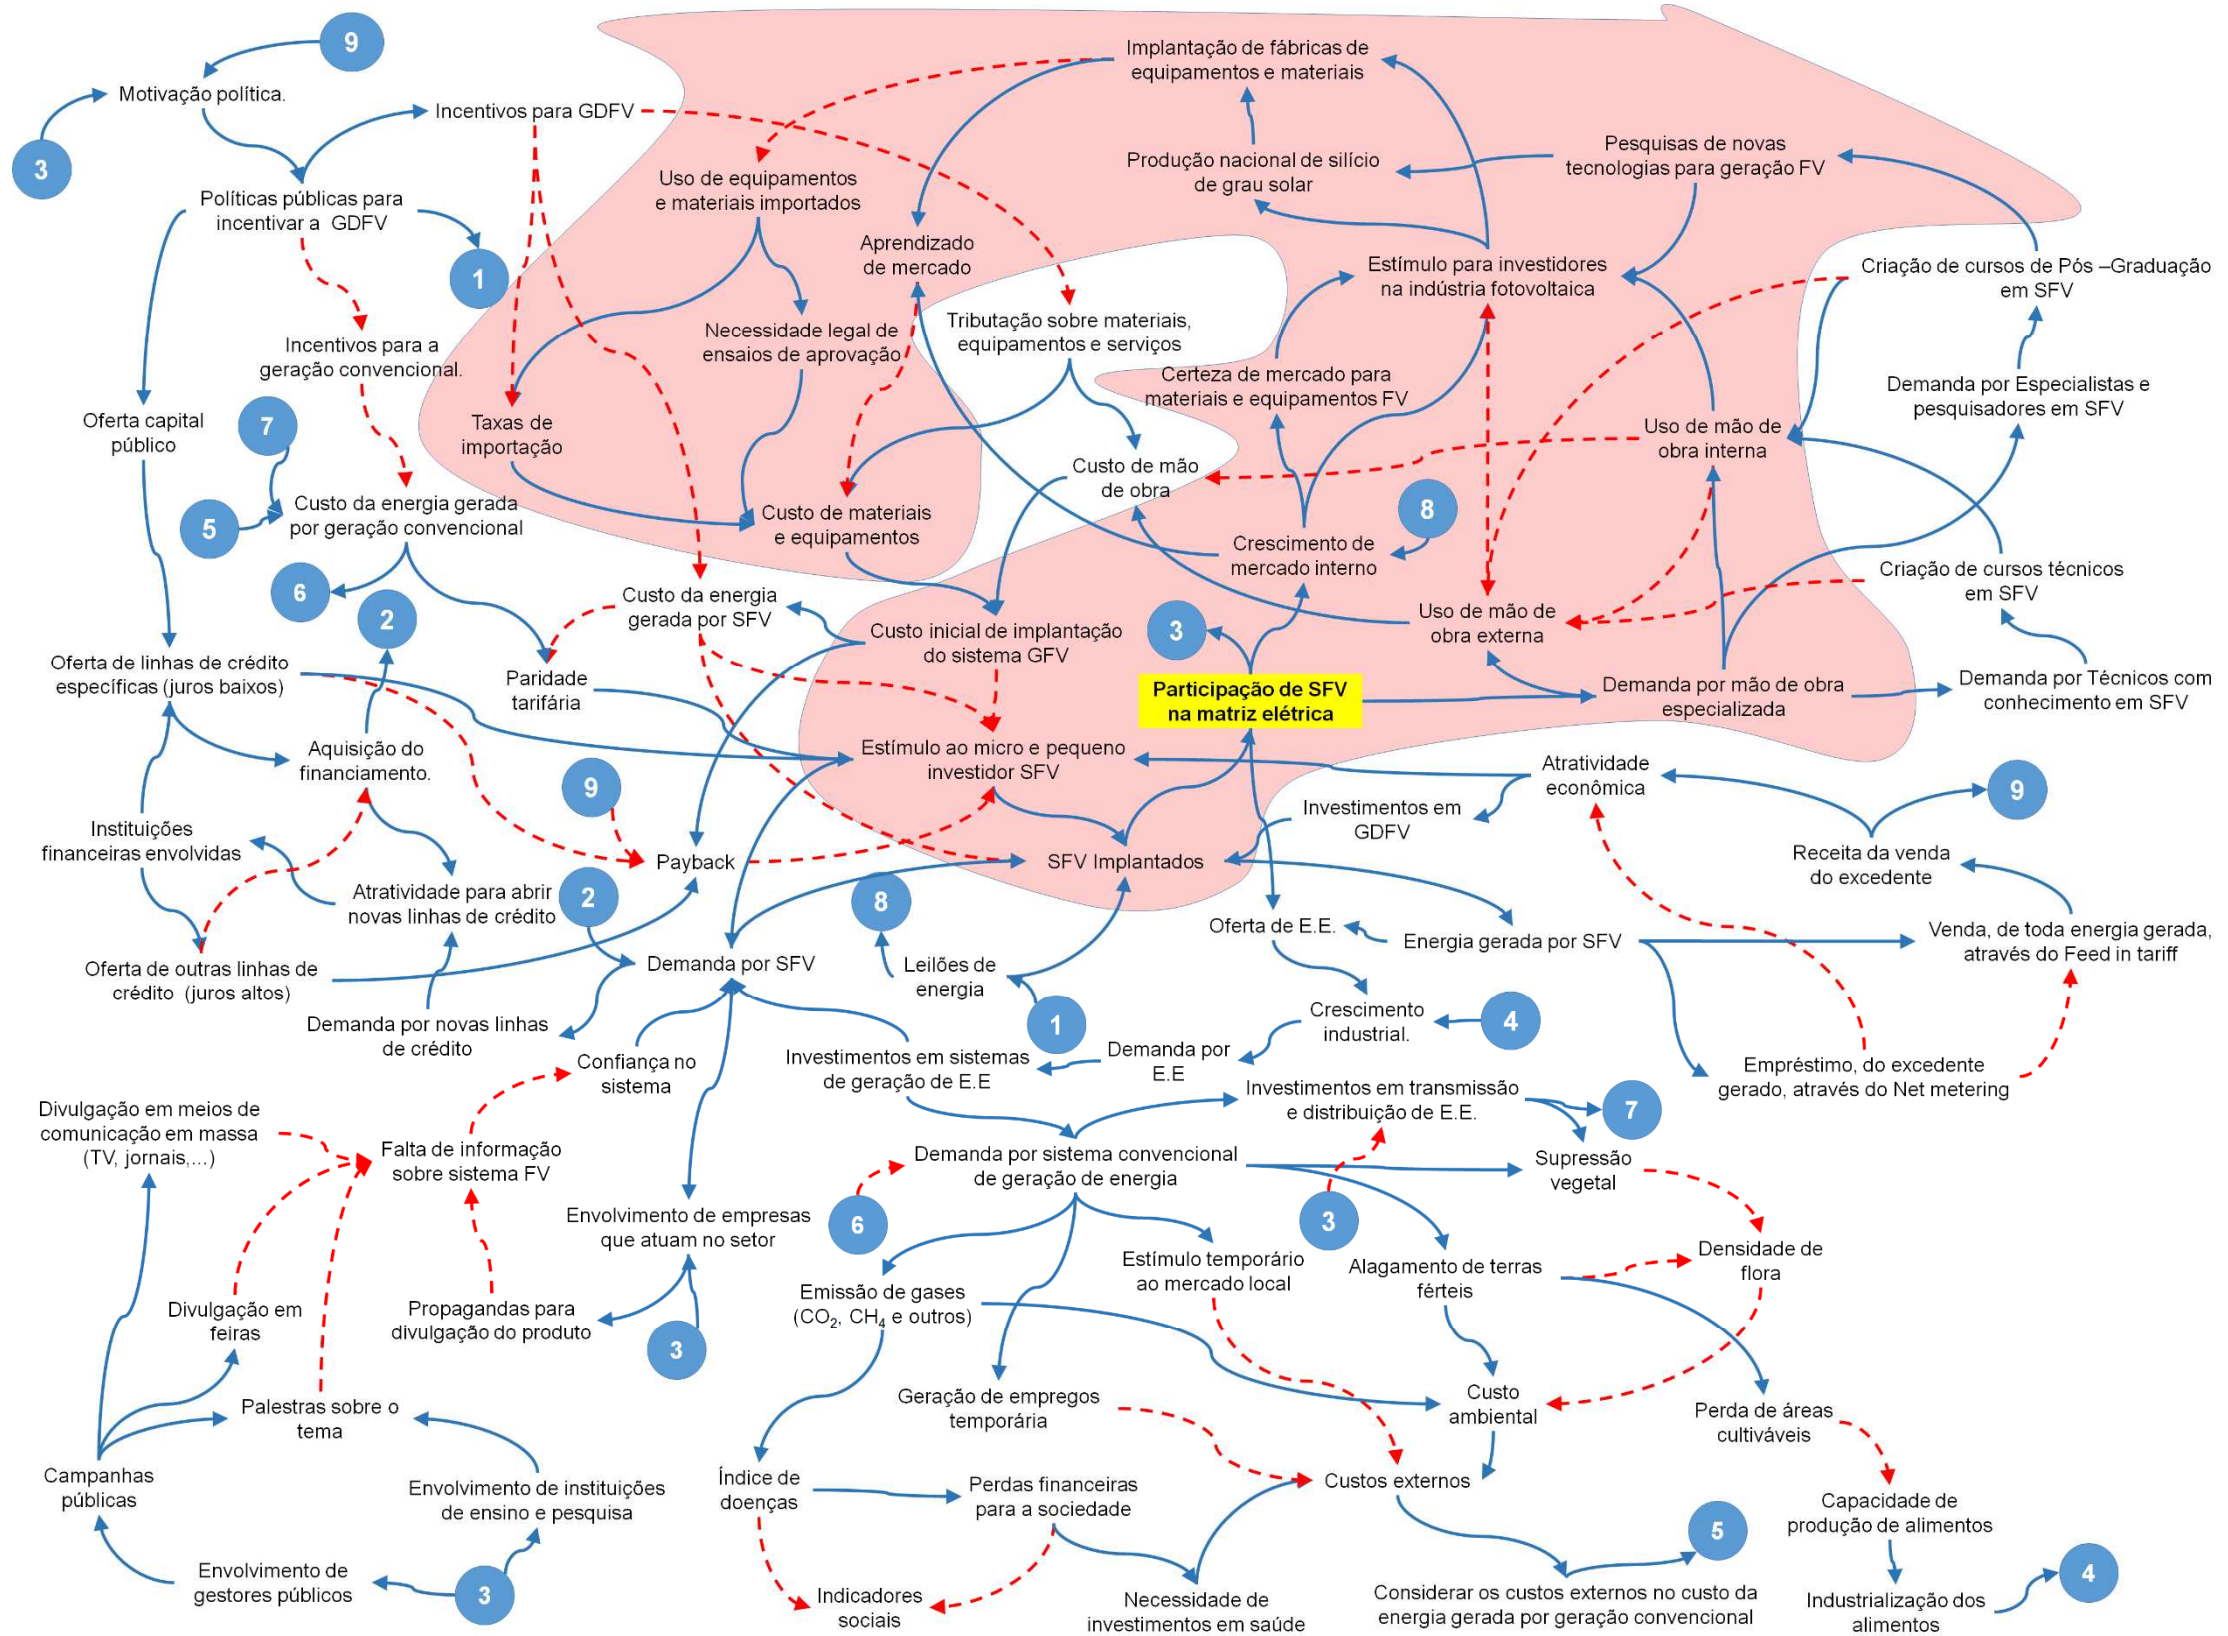 9
Motivação política.
3
Incentivos para GDFV
Políticas públicas para
incentivar a GDFV
1
Incentivos para a
geração convencional.
Oferta capital
público
7
5
Custo da energia gerada
por geração convencional
6
2
Oferta de linhas de crédito
específicas (juros baixos)
Aquisição do
financiamento.
Instituições
financeiras envolvidas
Atratividade para abrir
novas linhas de crédito
Oferta de outras linhas de
crédito (juros altos)
Demanda por novas linhas
de crédito
Implantação de fábricas de
equipamentos e materiais
Produção nacional de silício
de grau solar
Pesquisas de novas
tecnologias para geração FV
Uso de equipamentos
e materiais importados
Aprendizado
de mercado
Estímulo para investidores
na indústria fotovoltaica
Criação de cursos de Pós –Graduação
em SFV
Necessidade legal de
ensaios de aprovação
Tributação sobre materiais,
equipamentos e serviços
Certeza de mercado para
materiais e equipamentos FV
Demanda por Especialistas e
pesquisadores em SFV
Taxas de
importação
Uso de mão de
obra interna
Custo de mão
de obra
Custo de materiais
e equipamentos
8
Crescimento de
mercado interno
Criação de cursos técnicos
em SFV
Custo da energia
gerada por SFV
Custo inicial de implantação
do sistema GFV
3
Uso de mão de
obra externa
Paridade
tarifária
Participação de SFV
na matriz elétrica
Demanda por mão de obra
especializada
Demanda por Técnicos com
conhecimento em SFV
Estímulo ao micro e pequeno
investidor SFV
Atratividade
econômica
9
9
Investimentos em
GDFV
Payback
SFV Implantados
Receita da venda
do excedente
2
8
Oferta de E.E.
Energia gerada por SFV
Venda, de toda energia gerada,
através do Feed in tariff
Demanda por SFV
Leilões de
energia
1
Crescimento
industrial.
4
Confiança no
sistema
Investimentos em sistemas
de geração de E.E
Demanda por
E.E
Empréstimo, do excedente
gerado, através do Net metering
Investimentos em transmissão
e distribuição de E.E.
7
Divulgação em meios de
comunicação em massa
(TV, jornais,...)
Falta de informação
sobre sistema FV
Demanda por sistema convencional
de geração de energia
Supressão
vegetal
6
3
Envolvimento de empresas
que atuam no setor
Estímulo temporário
ao mercado local
Alagamento de terras
férteis
Densidade de
flora
Divulgação em
feiras
Propagandas para
divulgação do produto
3
Emissão de gases
(CO₂, CH₄ e outros)
Palestras sobre o
tema
Geração de empregos
temporária
Custo
ambiental
Perda de áreas
cultiváveis
Campanhas
públicas
Envolvimento de instituições
de ensino e pesquisa
Índice de
doenças
Perdas financeiras
para a sociedade
Custos externos
Capacidade de
produção de alimentos
5
Envolvimento de
gestores públicos
3
Indicadores
sociais
Necessidade de
investimentos em saúde
Considerar os custos externos no custo da
energia gerada por geração convencional
Industrialização dos
alimentos
4